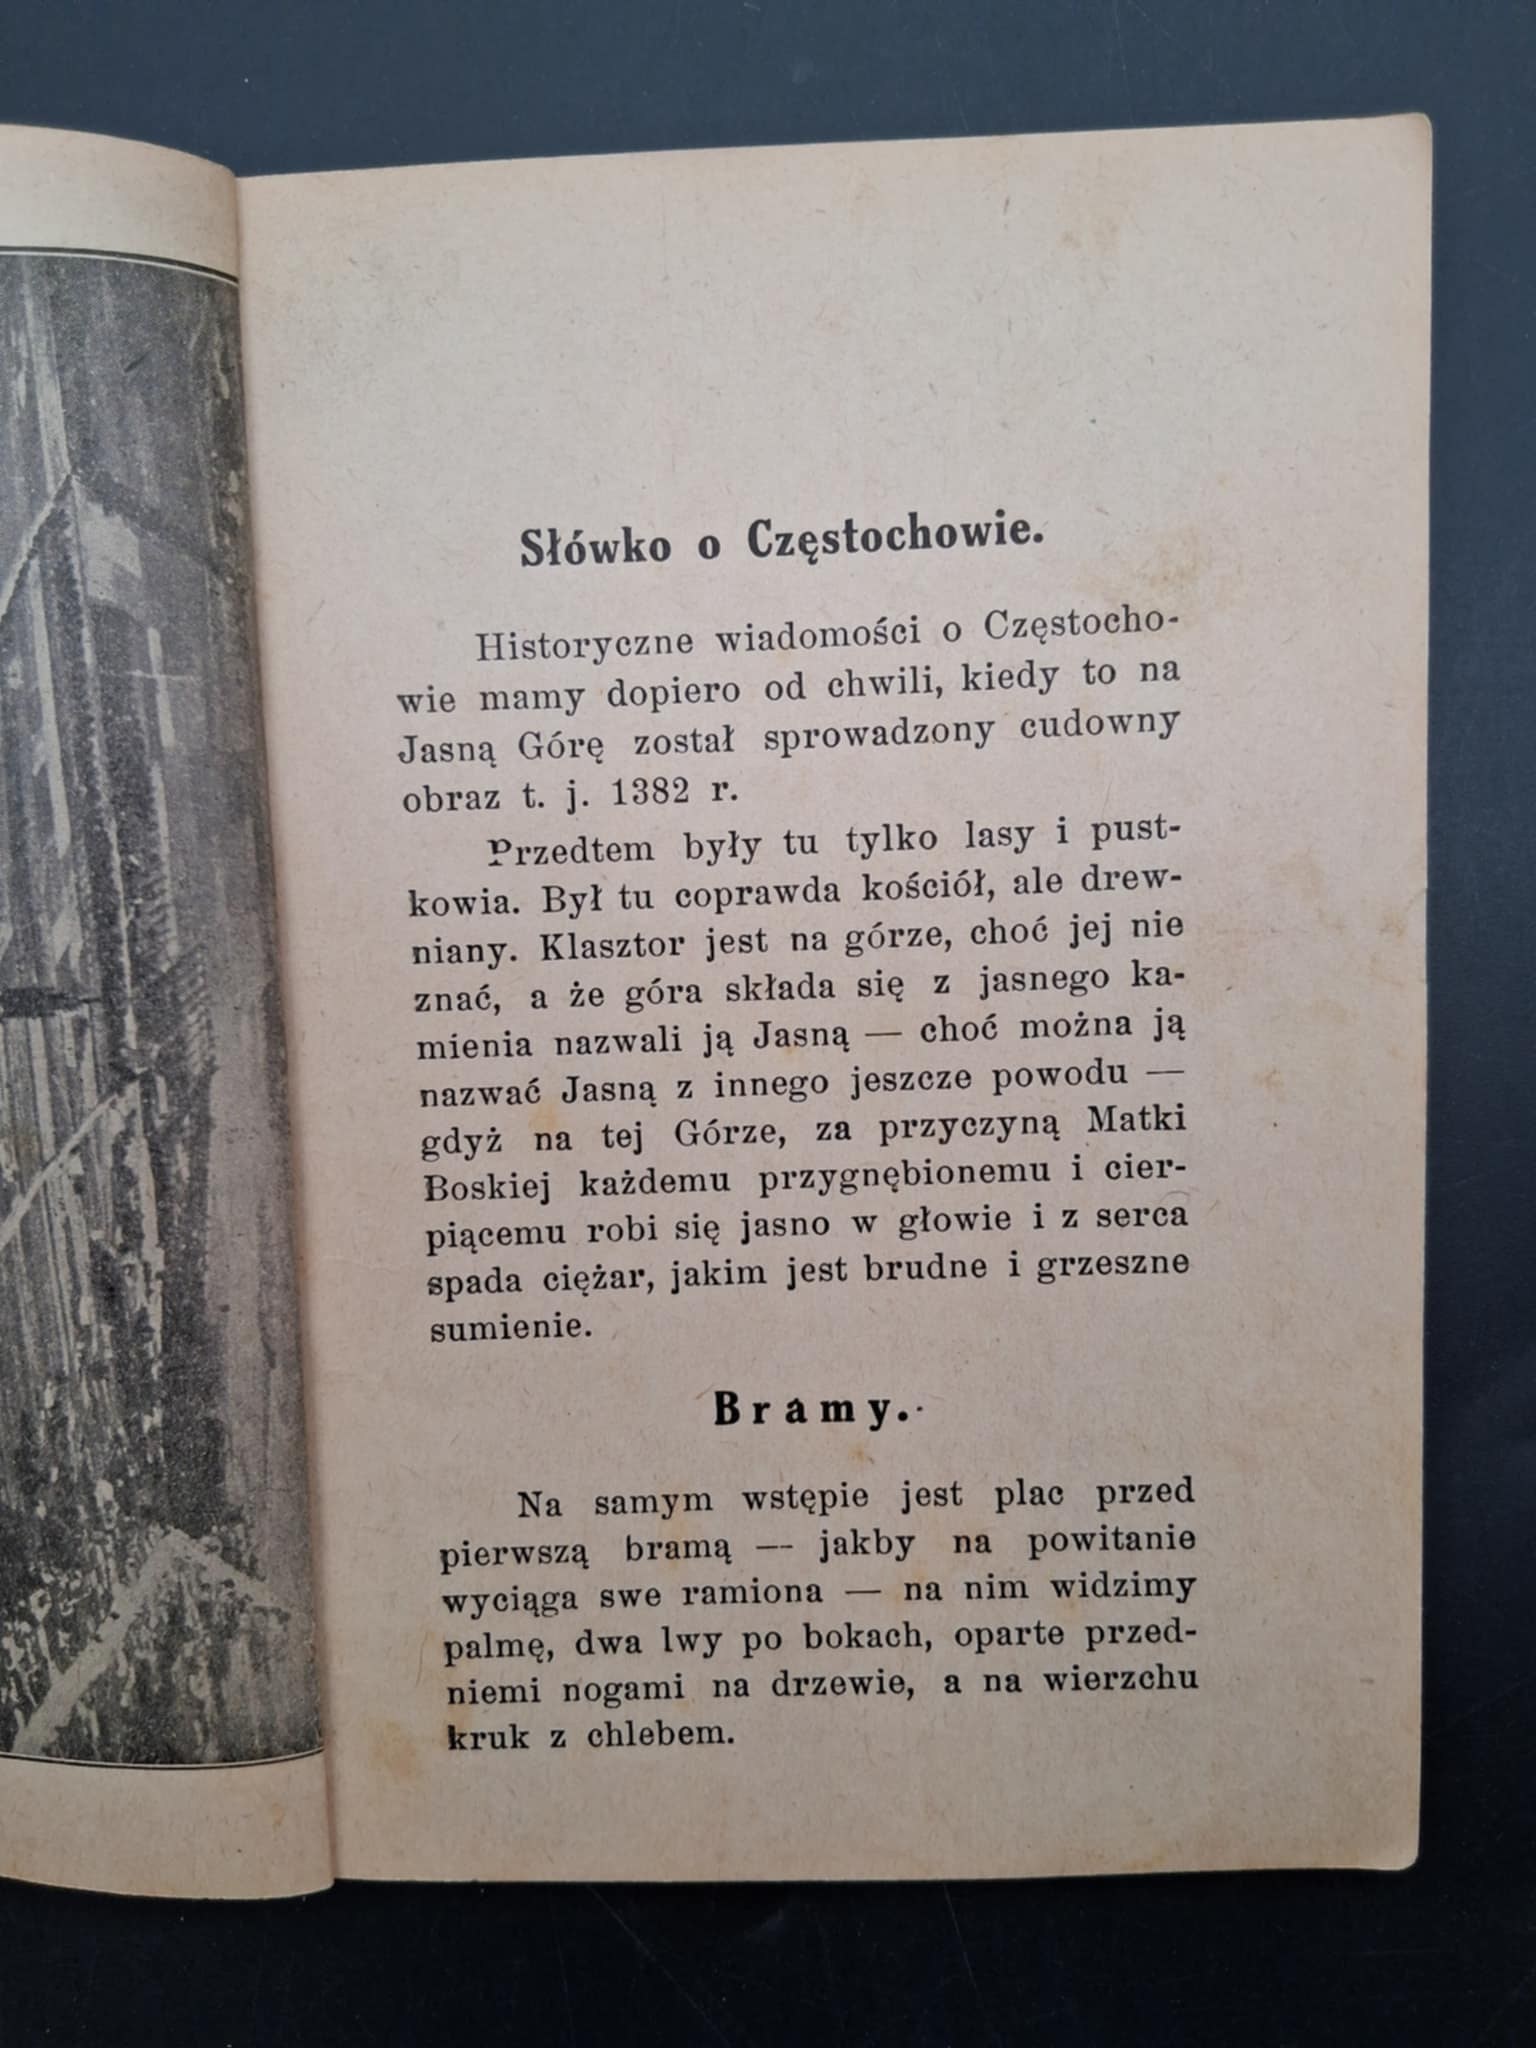 Słówko o Częstochowie.
Historyczne wiadomości o Częstocho-
wie mamy dopiero od chwili, kiedy to na
Jasną Górę został sprowadzony cudowny
obraz t. j. 1382 r.
Przedtem były tu tylko lasy i pust-
kowia. Był tu coprawda kościół, ale drew-
niany. Klasztor jest na górze, choć jej nie
znać, a że góra składa się z jasnego ka-
mienia nazwali ją Jasną — choć można ją
nazwać Jasną z innego jeszcze powodu —
gdyż na tej Górze, za przyczyną Matki
Boskiej każdemu przygnębionemu i cier-
piącemu robi się jasno w głowie i z serca
spada ciężar, jakim jest brudne i grzeszne
sumienie.
Bramy.
Na samym wstępie jest plac przed
pierwszą bramą — jakby na powitanie
wyciąga swe ramiona — na nim widzimy
palmę, dwa lwy po bokach, oparte przed-
niemi nogami na drzewie, a na wierzchu
kruk z chlebem.